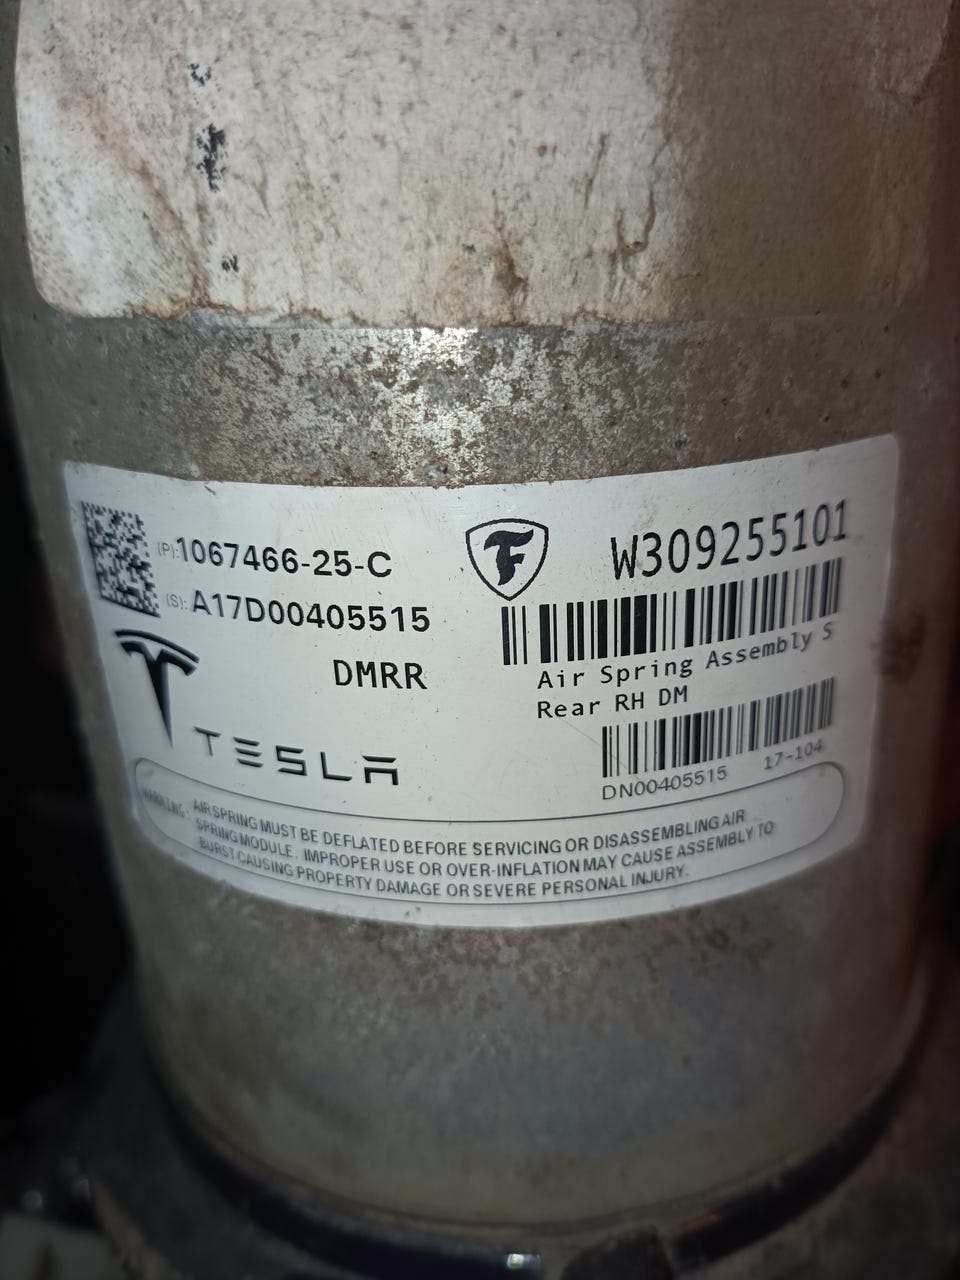 (P):1067466-25-C
(S): A17D00405515
DMRR
TESLA
F
W309255101
Air Spring Assembly S
Rear RH DM
DN00405515 17-104
WARNING: AIR SPRING MUST BE DEFLATED BEFORE SERVICING OR DISASSEMBLING AIR
SPRING MODULE. IMPROPER USE OR OVER-INFLATION MAY CAUSE ASSEMBLY TO
BURST CAUSING PROPERTY DAMAGE OR SEVERE PERSONAL INJURY.